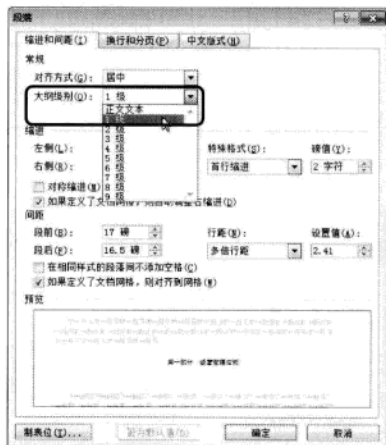 段落
缩进和间距(I) 换行和分页(P) 中文版式(H)
常规
对齐方式(G): 居中
大纲级别(O): 1 级
正文文本
1 级
2 级
3 级
4 级
5 级
6 级
7 级
8 级
9 级
缩进
左侧(L): 特殊格式(S): 磅值(Y):
右侧(R): 首行缩进 2 字符
对称缩进(M)
如果定义了文档网格,则自动调整右缩进(D)
间距
段前(B): 17 磅 行距(N): 设置值(A):
段后(F): 16.5 磅 多倍行距 2.41
在相同样式的段落间不添加空格(C)
如果定义了文档网格,则对齐到网格(W)
预览
制表位(T)... 设为默认值(D) 确定 取消